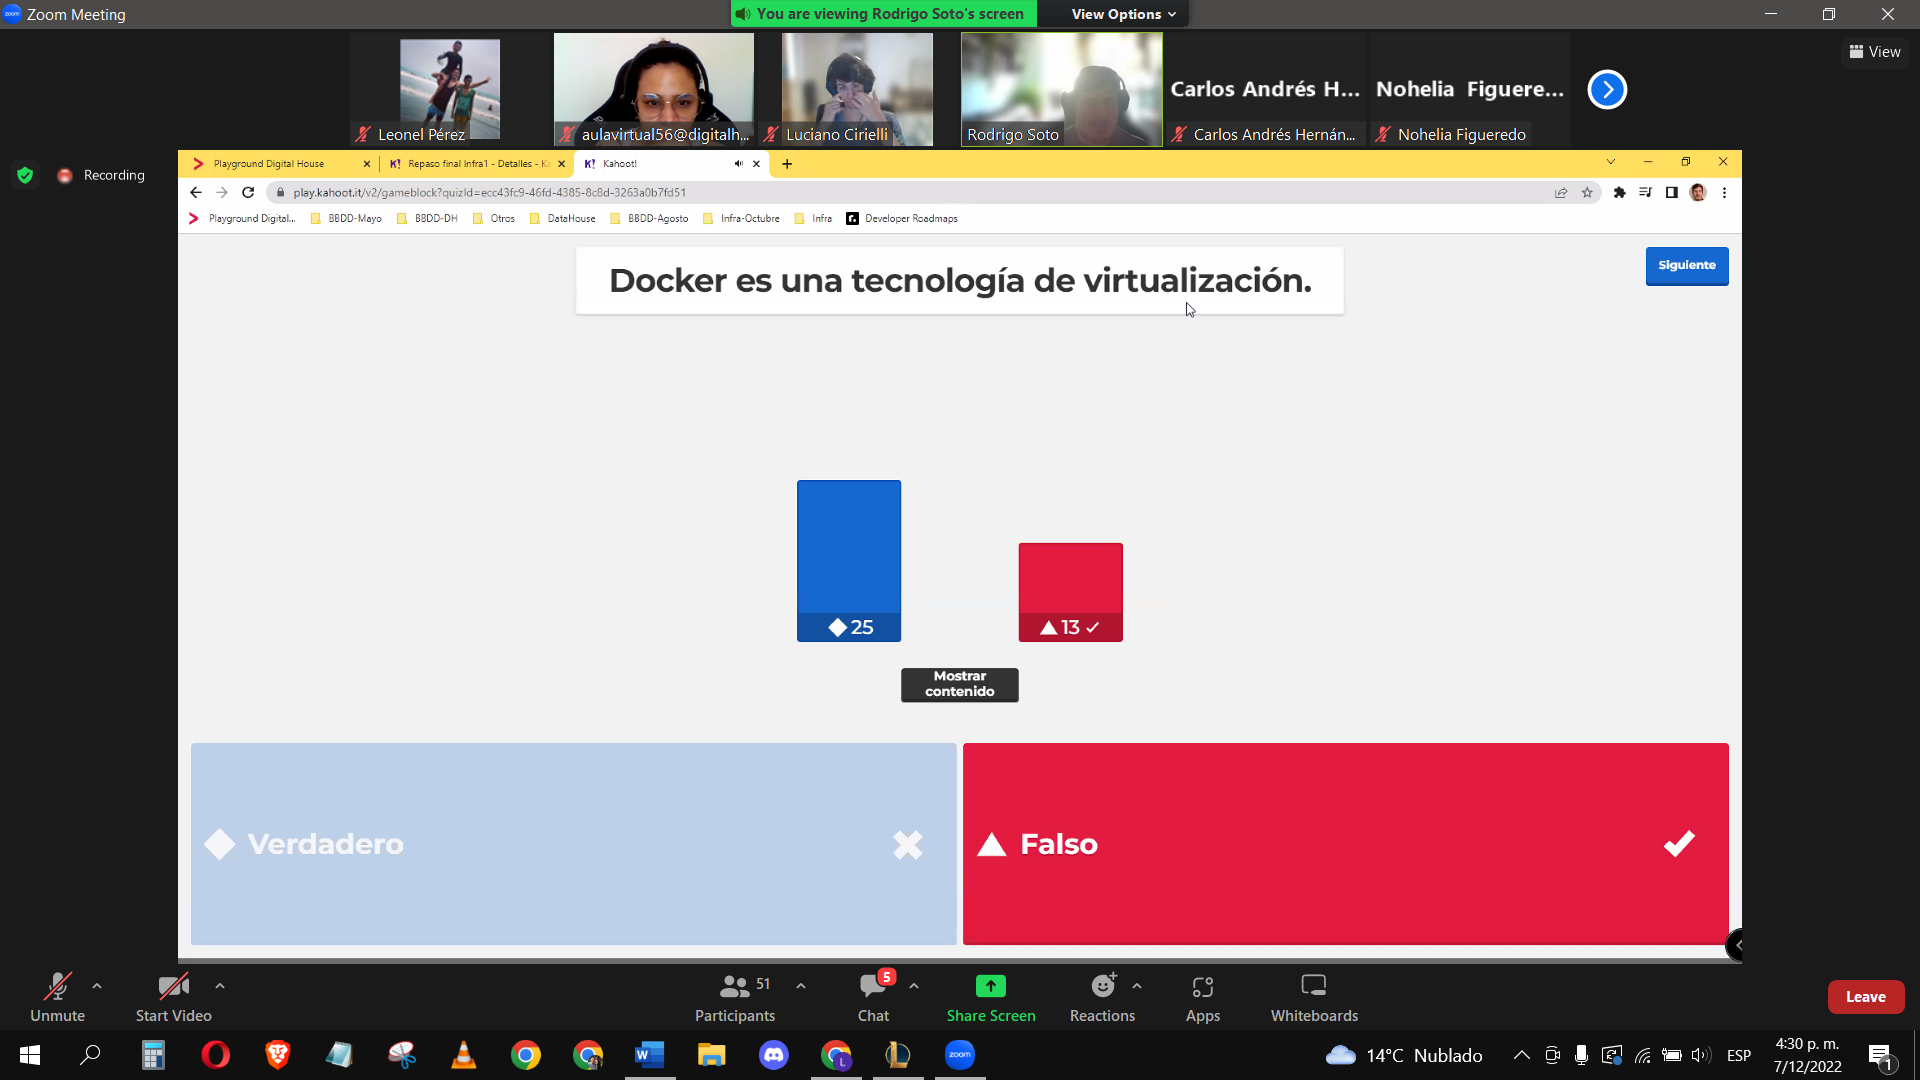 Zoom Meeting
You are viewing Rodrigo Soto's screen
View Options
View
Carlos Andrés H...
Nohelia Figuere...
Leonel Pérez
aulavirtual56@digitalh...
Luciano Cirielli
Rodrigo Soto
Carlos Andrés Hernán...
Nohelia Figueredo
Recording
Playground Digital House
K! Repaso final Infra1 - Detalles - Ka
K! Kahoot!
play.kahoot.it/v2/gameblock?quizId=ecc43fc9-46fd-4385-8c8d-3263a0b7fd51
Playground Digital...
BBDD-Mayo
BBDD-DH
Otros
DataHouse
BBDD-Agosto
Infra-Octubre
Infra
Developer Roadmaps
Docker es una tecnología de virtualización.
Siguiente
25
13
Mostrar
contenido
Verdadero
Falso
Unmute
Start Video
51
Participants
5
Chat
Share Screen
Reactions
Apps
Whiteboards
Leave
W
zoom
14°C Nublado
ESP
4:30 p. m.
7/12/2022
1